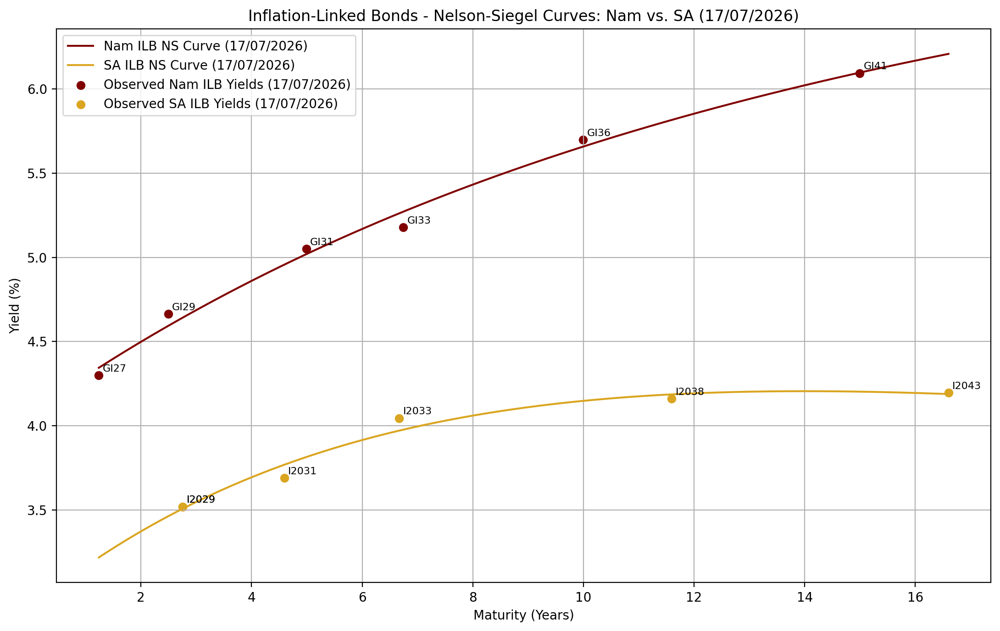 Inflation-Linked Bonds - Nelson-Siegel Curves: Nam vs. SA (17/07/2026)
Nam ILB NS Curve (17/07/2026)
SA ILB NS Curve (17/07/2026)
Observed Nam ILB Yields (17/07/2026)
Observed SA ILB Yields (17/07/2026)
GI41
6.0
GI36
5.5
GI33
GI31
5.0
GI29
4.5
GI27
I2043
I2038
I2033
4.0
I2031
I2029
3.5
Yield (%)
2 4 6 8 10 12 14 16
Maturity (Years)